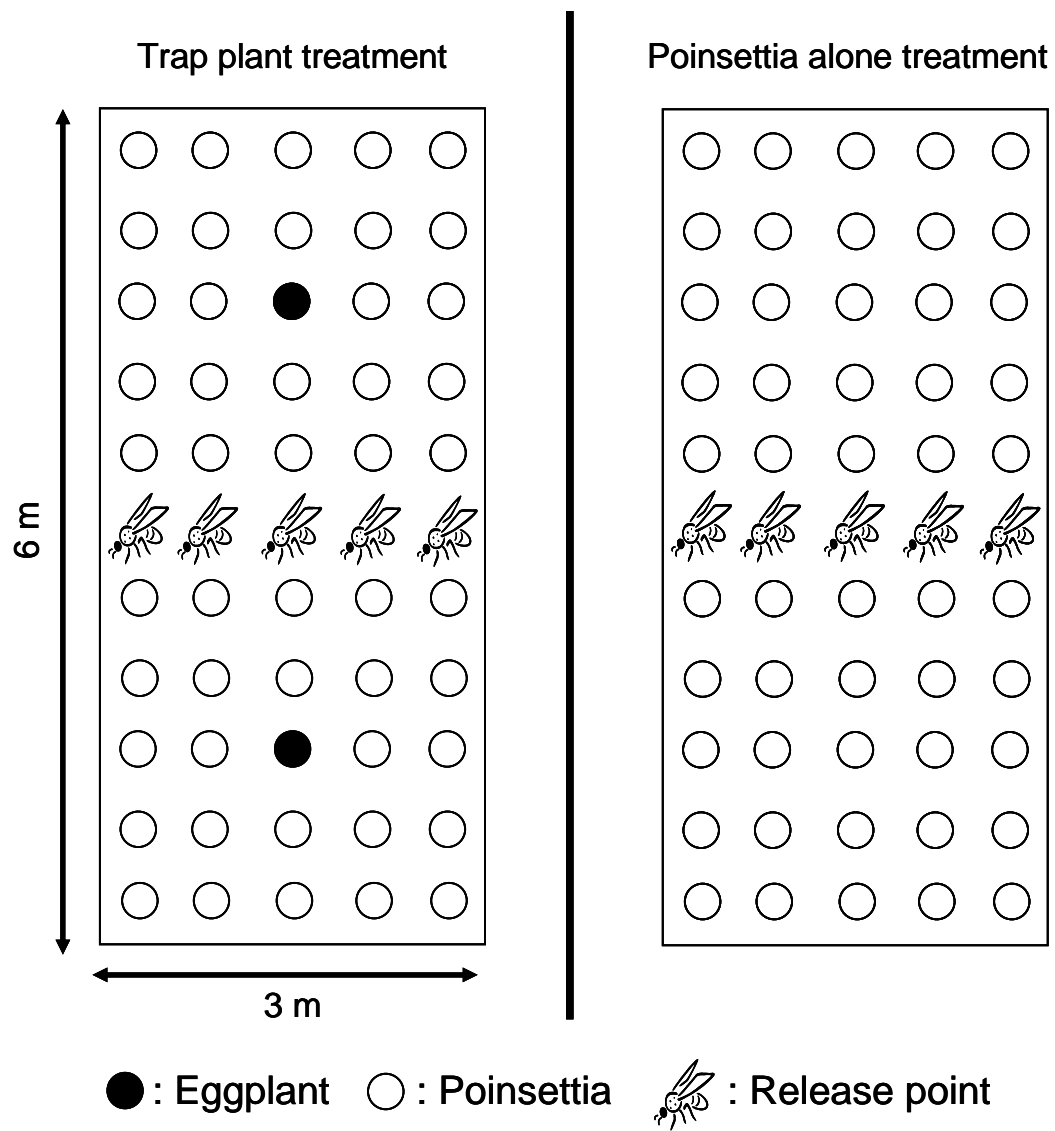 Trap plant treatment
Poinsettia alone treatment
6 m
3 m
: Eggplant
: Poinsettia
: Release point